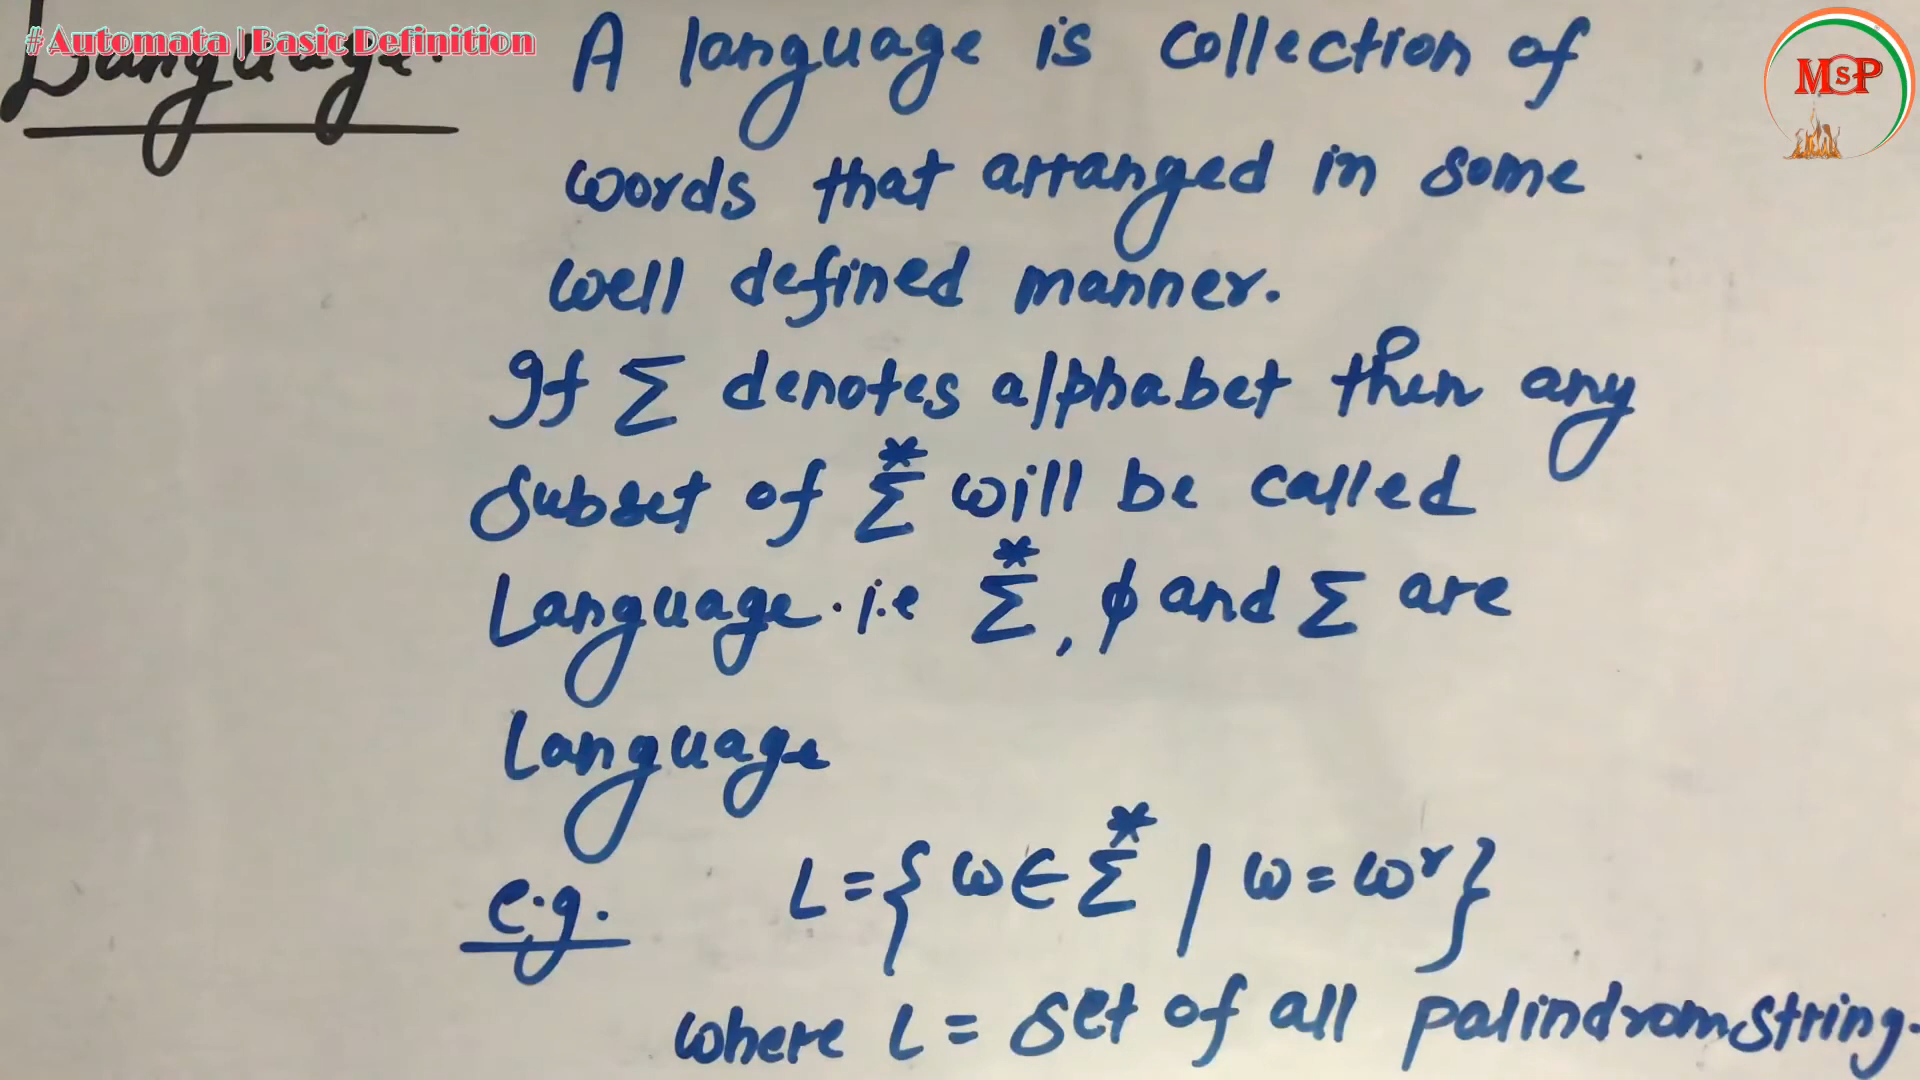 #Automata | Basic Definition
Language.
A language is collection of
words that arranged in some
well defined manner.
If Σ denotes alphabet then any
subset of Σ* will be called
Language. i.e Σ*, ϕ and Σ are
Language
e.g. L = { ω ∈ Σ* | ω = ωʳ }
where L = set of all palindrom string.
MSP